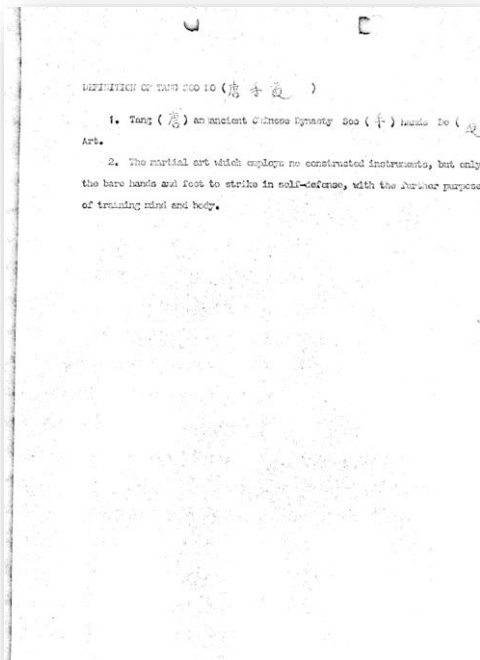 DEFINITION OF TANG SOO DO (唐手道 )
1. Tang (唐) an ancient Chinese Dynasty Soo (手) hands Do (道
Art.
2. The martial art which employs no constructed instruments, but only
the bare hands and foot to strike in self-defense, with the further purpose
of training mind and body.